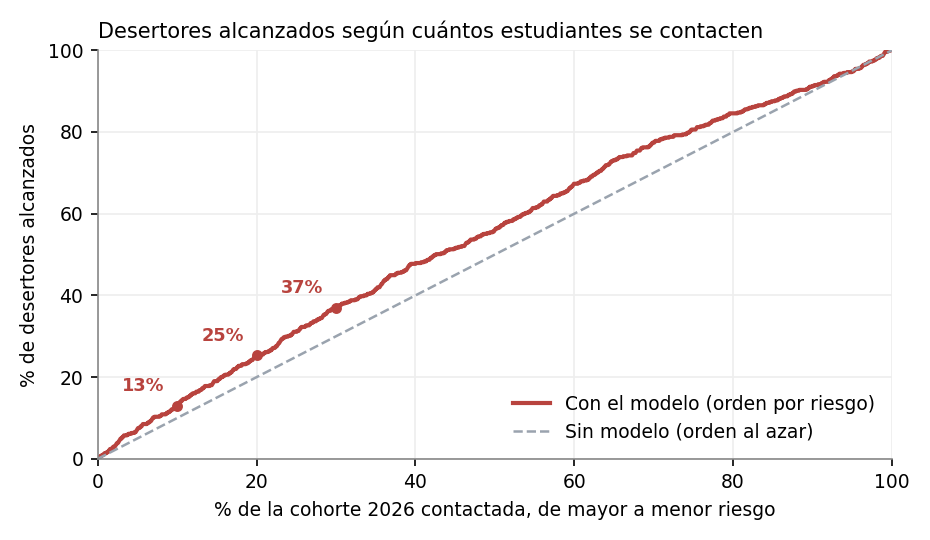 Desertores alcanzados según cuántos estudiantes se contacten
% de desertores alcanzados
100
80
60
40
20
0
37%
25%
13%
Con el modelo (orden por riesgo)
Sin modelo (orden al azar)
0 20 40 60 80 100
% de la cohorte 2026 contactada, de mayor a menor riesgo